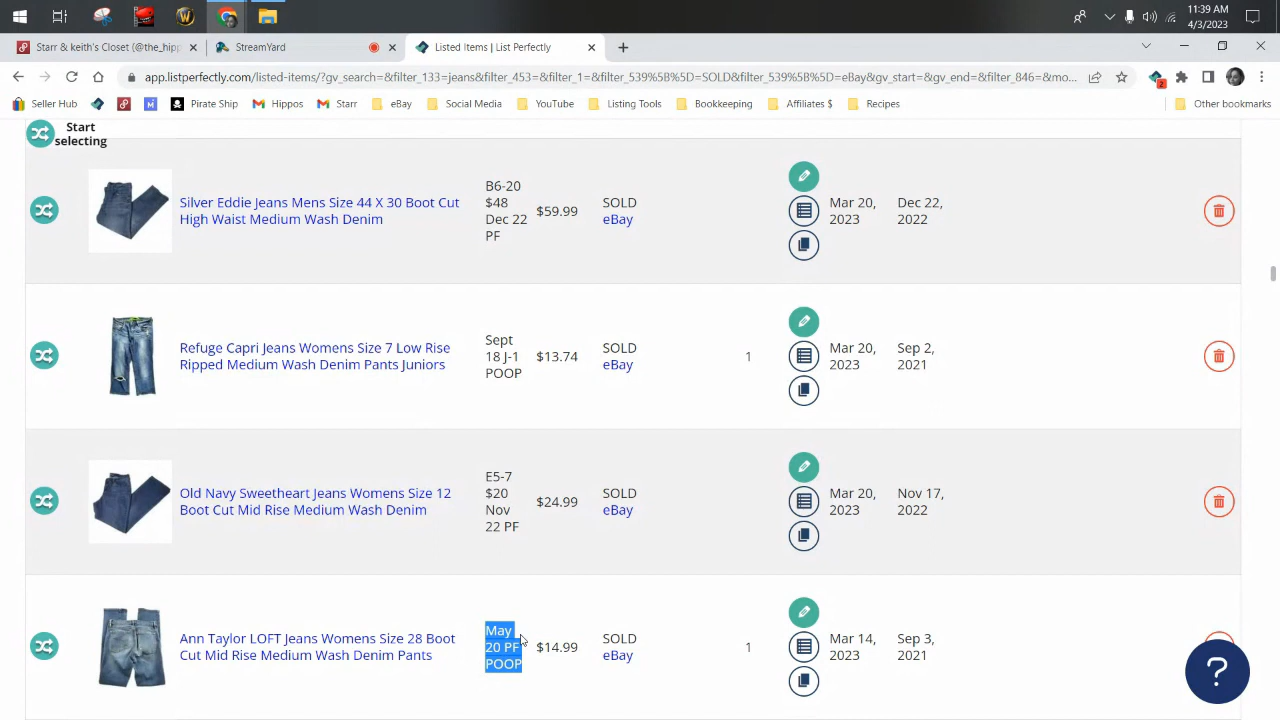 11:39 AM
4/3/2023
Starr & keith's Closet (@the_hipp
StreamYard
Listed Items | List Perfectly
app.listperfectly.com/listed-items/?gv_search=&filter_133=jeans&filter_453=&filter_1=&filter_539%5B%5D=SOLD&filter_539%5B%5D=eBay&gv_start=&gv_end=&filter_846=&mo...
2
Seller Hub
Pirate Ship
Hippos
Starr
eBay
Social Media
YouTube
Listing Tools
Bookkeeping
Affiliates $
Recipes
Other bookmarks
Start
selecting
Silver Eddie Jeans Mens Size 44 X 30 Boot Cut
High Waist Medium Wash Denim
B6-20
$48
Dec 22
PF
$59.99
SOLD
eBay
Mar 20,
2023
Dec 22,
2022
Refuge Capri Jeans Womens Size 7 Low Rise
Ripped Medium Wash Denim Pants Juniors
Sept
18 J-1
POOP
$13.74
SOLD
eBay
1
Mar 20,
2023
Sep 2,
2021
Old Navy Sweetheart Jeans Womens Size 12
Boot Cut Mid Rise Medium Wash Denim
E5-7
$20
Nov
22 PF
$24.99
SOLD
eBay
Mar 20,
2023
Nov 17,
2022
Ann Taylor LOFT Jeans Womens Size 28 Boot
Cut Mid Rise Medium Wash Denim Pants
May
20 PF
POOP
$14.99
SOLD
eBay
1
Mar 14,
2023
Sep 3,
2021
?